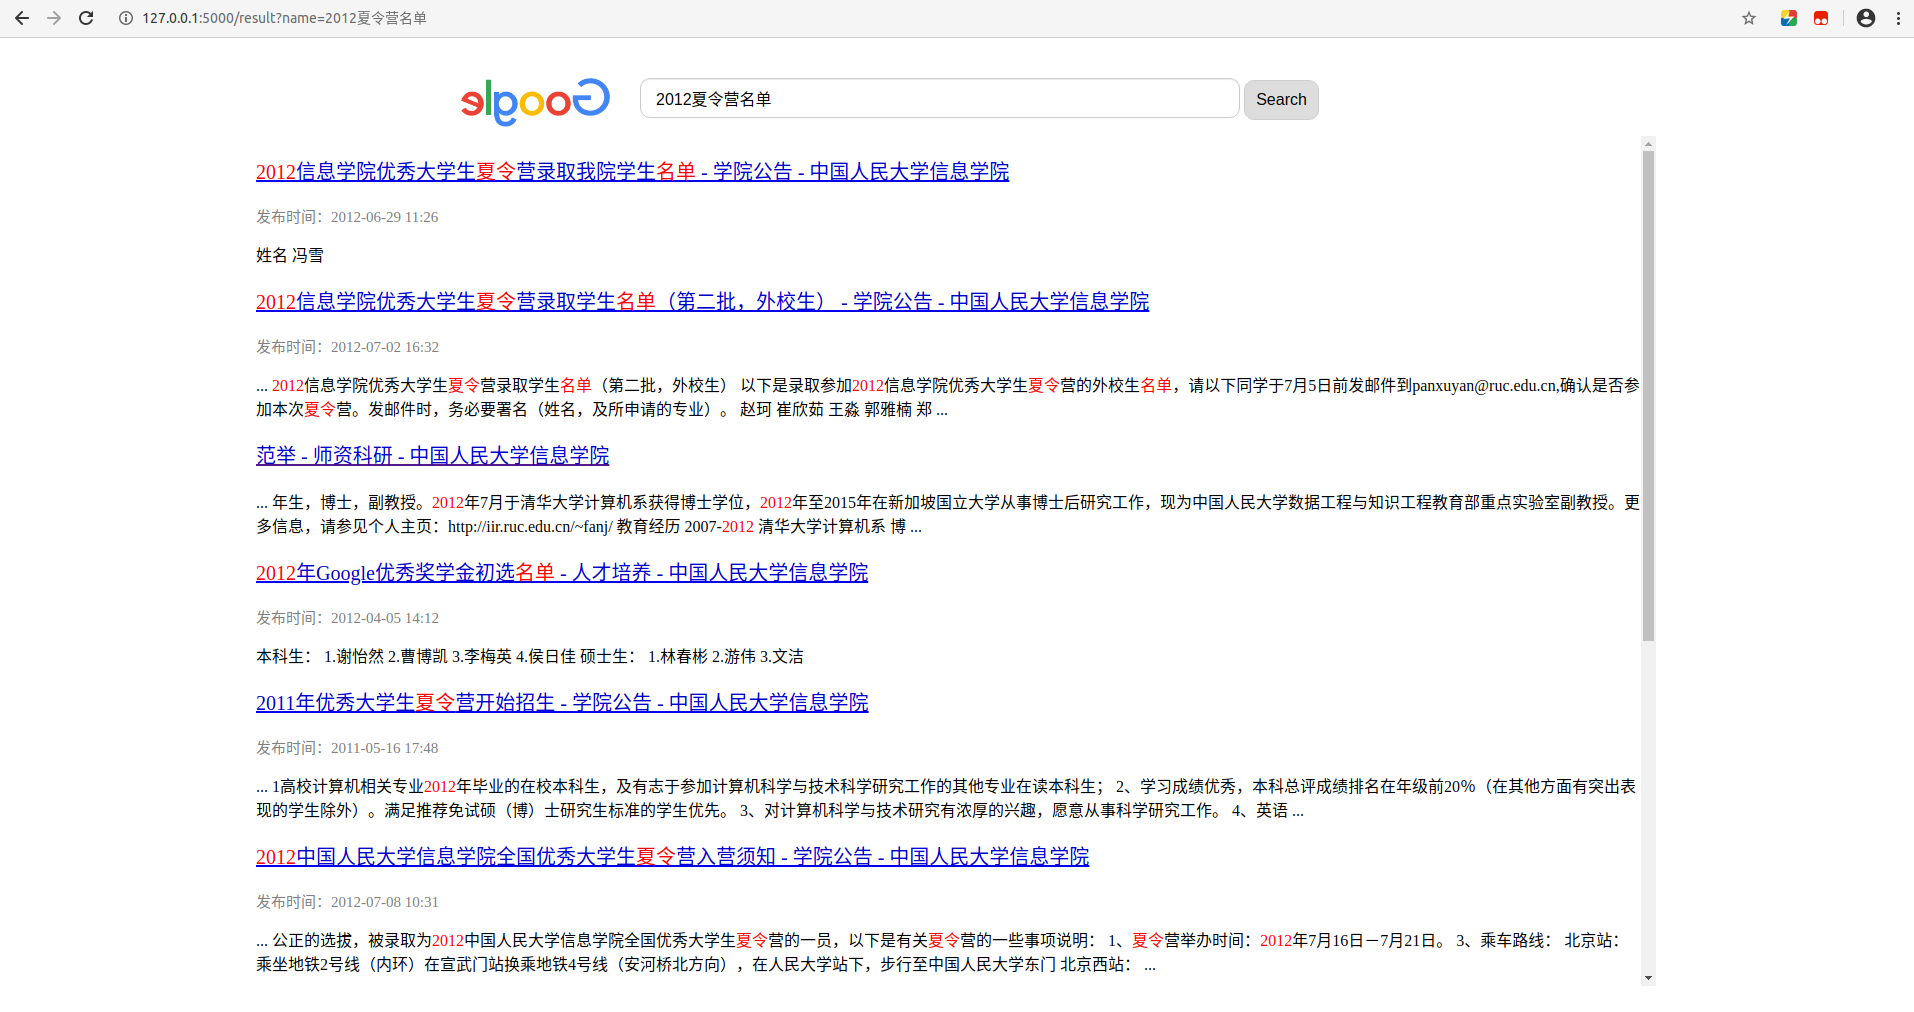 127.0.0.1:5000/result?name=2012夏令营名单
elgooG
2012夏令营名单
Search
2012信息学院优秀大学生夏令营录取我院学生名单 - 学院公告 - 中国人民大学信息学院
发布时间：2012-06-29 11:26
姓名 冯雪
2012信息学院优秀大学生夏令营录取学生名单（第二批，外校生） - 学院公告 - 中国人民大学信息学院
发布时间：2012-07-02 16:32
... 2012信息学院优秀大学生夏令营录取学生名单（第二批，外校生） 以下是录取参加2012信息学院优秀大学生夏令营的外校生名单，请以下同学于7月5日前发邮件到panxuyan@ruc.edu.cn,确认是否参
加本次夏令营。发邮件时，务必要署名（姓名，及所申请的专业）。 赵珂 崔欣茹 王淼 郭雅楠 郑 ...
范举 - 师资科研 - 中国人民大学信息学院
... 年生，博士，副教授。2012年7月于清华大学计算机系获得博士学位，2012年至2015年在新加坡国立大学从事博士后研究工作，现为中国人民大学数据工程与知识工程教育部重点实验室副教授。更
多信息，请参见个人主页：http://iir.ruc.edu.cn/~fanj/ 教育经历 2007-2012 清华大学计算机系 博 ...
2012年Google优秀奖学金初选名单 - 人才培养 - 中国人民大学信息学院
发布时间：2012-04-05 14:12
本科生： 1.谢怡然 2.曹博凯 3.李梅英 4.侯日佳 硕士生： 1.林春彬 2.游伟 3.文洁
2011年优秀大学生夏令营开始招生 - 学院公告 - 中国人民大学信息学院
发布时间：2011-05-16 17:48
... 1高校计算机相关专业2012年毕业的在校本科生，及有志于参加计算机科学与技术科学研究工作的其他专业在读本科生； 2、学习成绩优秀，本科总评成绩排名在年级前20%（在其他方面有突出表
现的学生除外）。满足推荐免试硕（博）士研究生标准的学生优先。 3、对计算机科学与技术研究有浓厚的兴趣，愿意从事科学研究工作。 4、英语 ...
2012中国人民大学信息学院全国优秀大学生夏令营入营须知 - 学院公告 - 中国人民大学信息学院
发布时间：2012-07-08 10:31
... 公正的选拔，被录取为2012中国人民大学信息学院全国优秀大学生夏令营的一员，以下是有关夏令营的一些事项说明： 1、夏令营举办时间：2012年7月16日－7月21日。 3、乘车路线： 北京站：
乘坐地铁2号线（内环）在宣武门站换乘地铁4号线（安河桥北方向），在人民大学站下，步行至中国人民大学东门 北京西站： ...